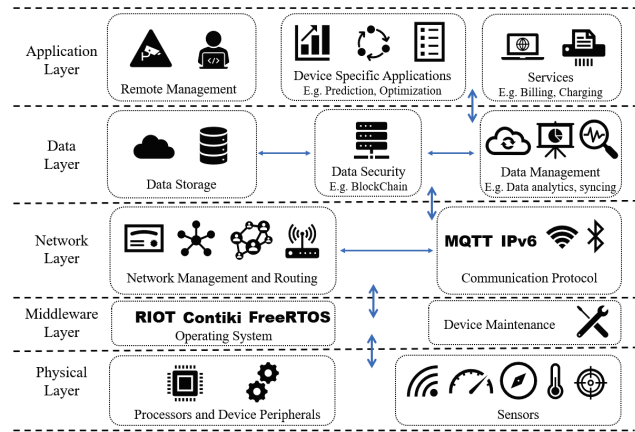 Application
Layer
Remote Management
Device Specific Applications
E.g. Prediction, Optimization
Services
E.g. Billing, Charging
Data
Layer
Data Storage
Data Security
E.g. BlockChain
Data Management
E.g. Data analytics, syncing
Network
Layer
Network Management and Routing
MQTT IPv6
Communication Protocol
Middleware
Layer
RIOT Contiki FreeRTOS
Operating System
Device Maintenance
Physical
Layer
Processors and Device Peripherals
Sensors